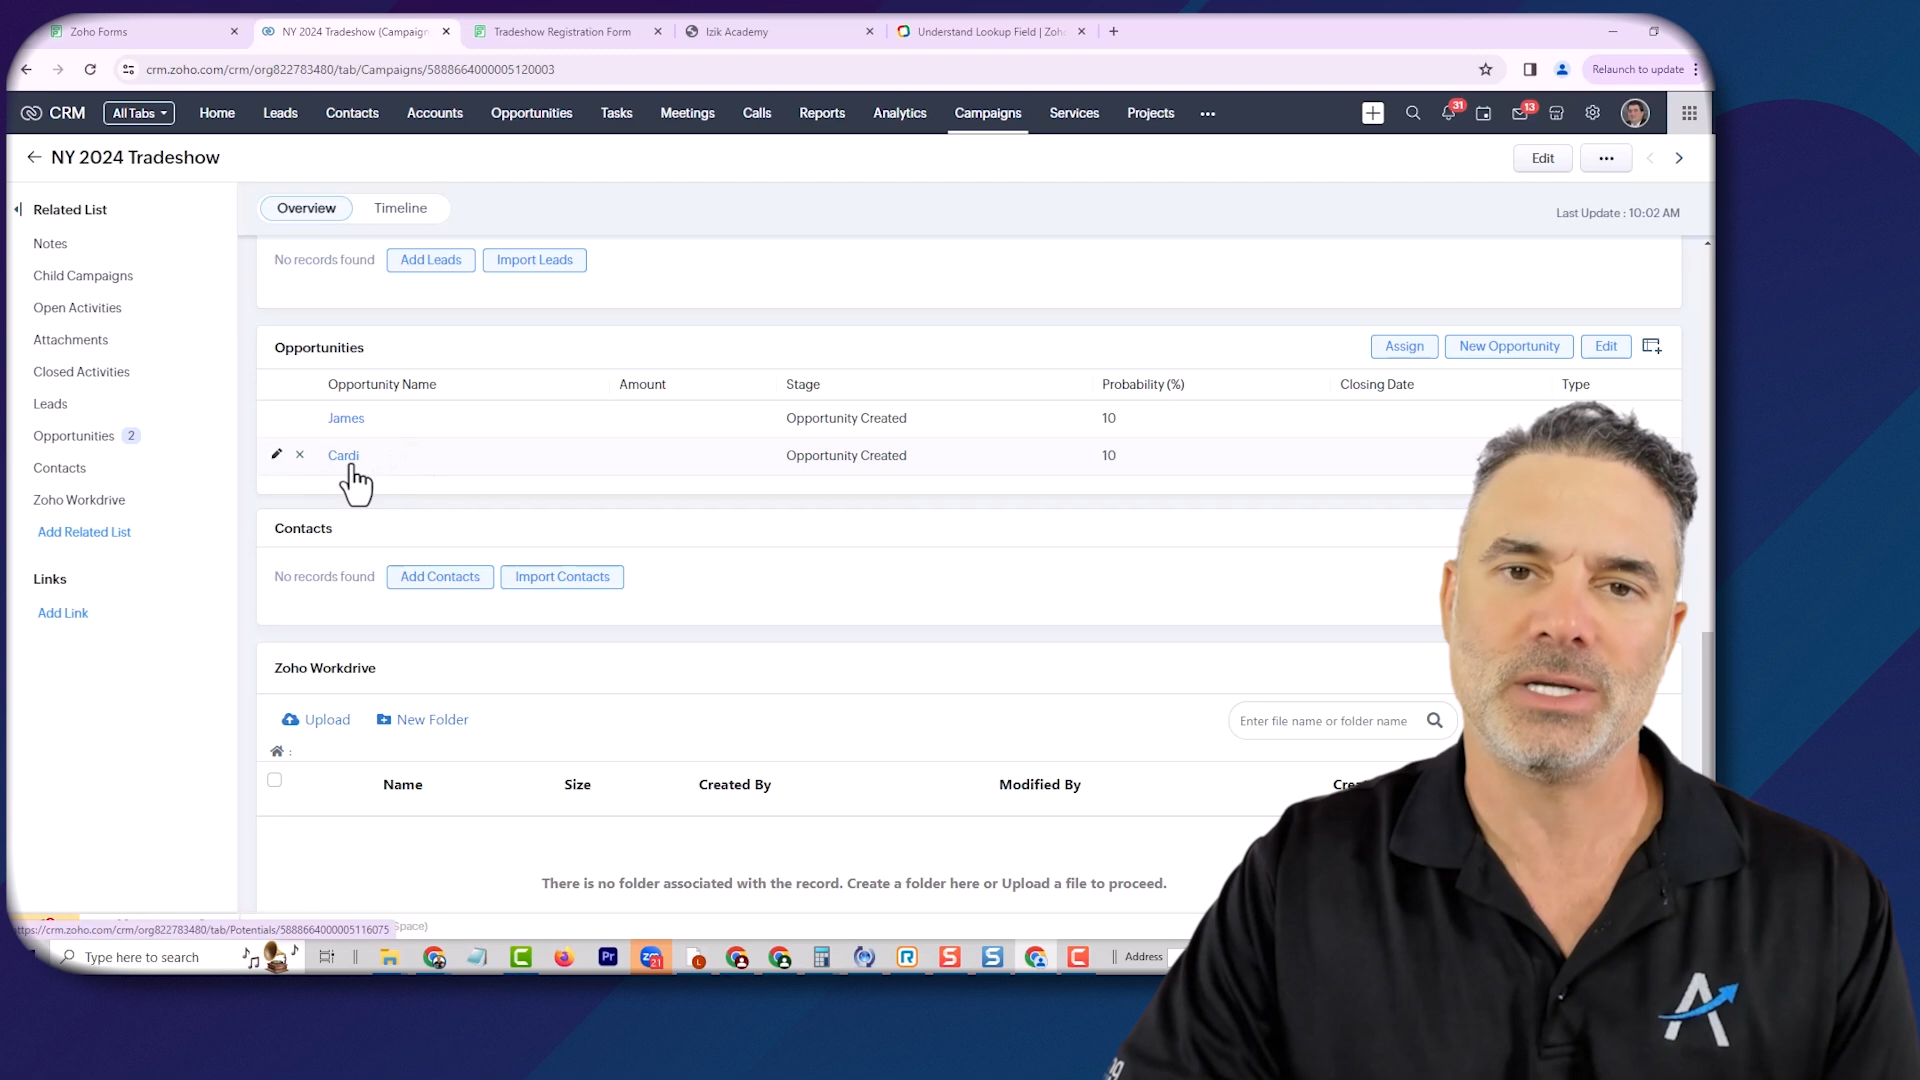 Zoho Forms
NY 2024 Tradeshow (Campaign
Tradeshow Registration Form
Izik Academy
Understand Lookup Field | Zoho
crm.zoho.com/crm/org822783480/tab/Campaigns/5888664000005120003
Relaunch to update
CRM
All Tabs
Home
Leads
Contacts
Accounts
Opportunities
Tasks
Meetings
Calls
Reports
Analytics
Campaigns
Services
Projects
31
13
NY 2024 Tradeshow
Edit
Related List
Notes
Child Campaigns
Open Activities
Attachments
Closed Activities
Leads
Opportunities 2
Contacts
Zoho Workdrive
Add Related List
Links
Add Link
Overview
Timeline
Last Update : 10:02 AM
No records found
Add Leads
Import Leads
Opportunities
Assign
New Opportunity
Edit
Opportunity Name
Amount
Stage
Probability (%)
Closing Date
Type
James
Opportunity Created
10
Cardi
Opportunity Created
10
Contacts
No records found
Add Contacts
Import Contacts
Zoho Workdrive
Upload
New Folder
Enter file name or folder name
:
Name
Size
Created By
Modified By
There is no folder associated with the record. Create a folder here or Upload a file to proceed.
ttps://crm.zoho.com/crm/org822783480/tab/Potentials/5888664000005116075
Space)
Type here to search
Pr
21
Address